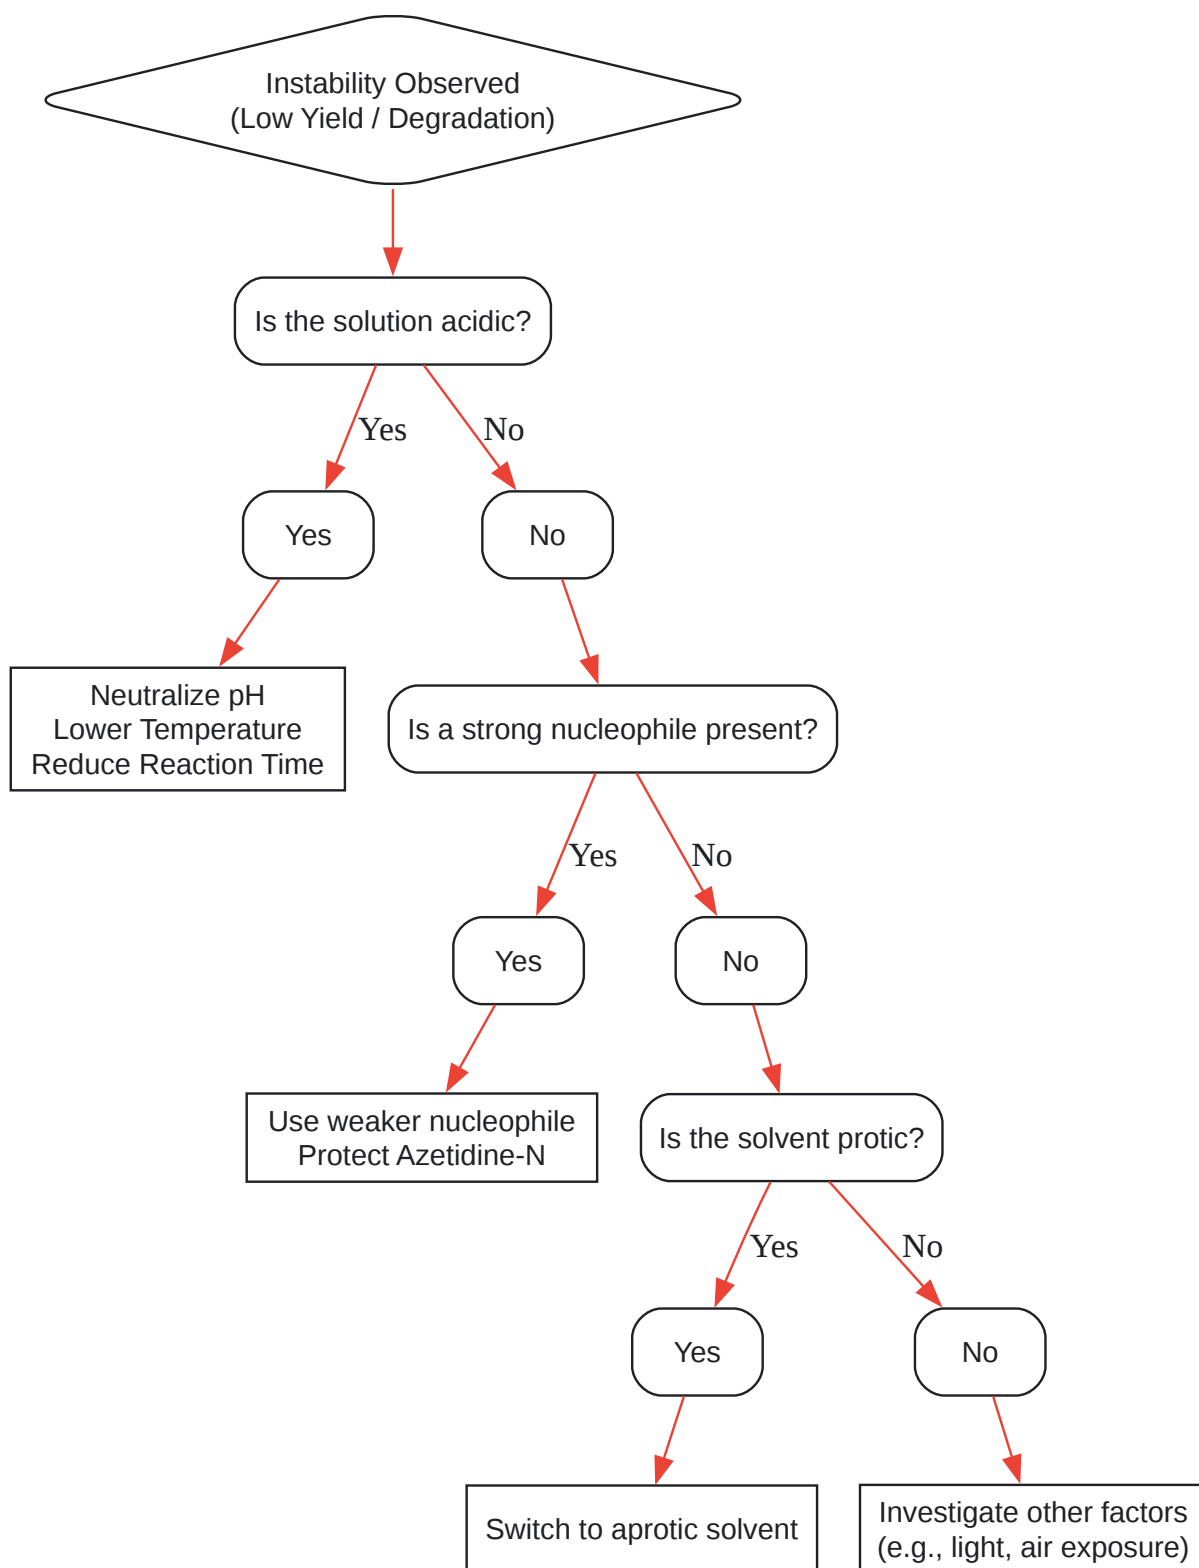 Instability Observed
(Low Yield / Degradation)
Is the solution acidic?
Yes
No
Yes
No
Neutralize pH
Lower Temperature
Reduce Reaction Time
Is a strong nucleophile present?
Yes
No
Yes
No
Use weaker nucleophile
Protect Azetidine-N
Is the solvent protic?
Yes
No
Yes
No
Switch to aprotic solvent
Investigate other factors
(e.g., light, air exposure)